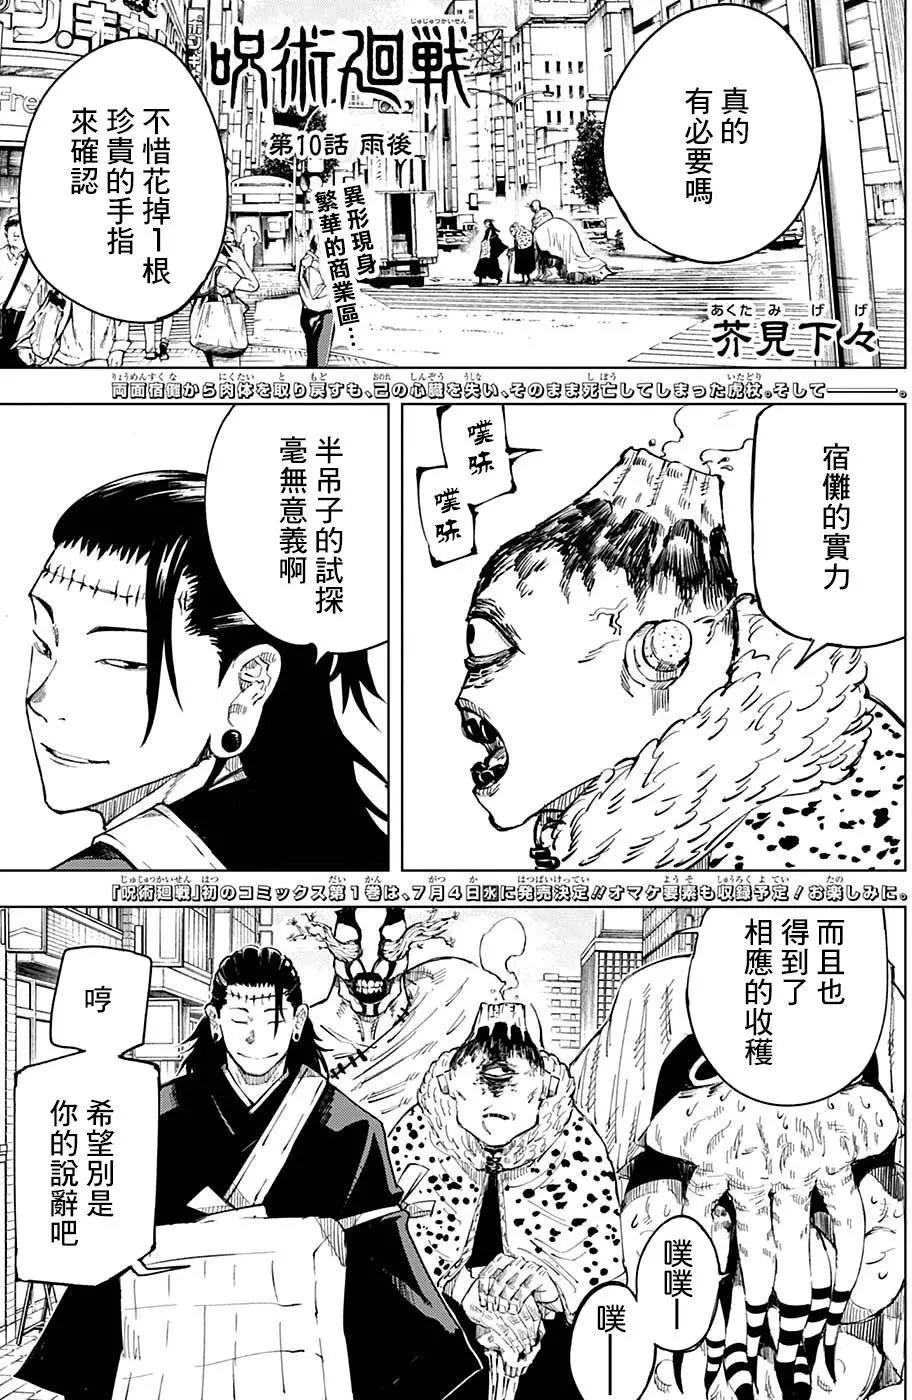 じゅじゅつかいせん
呪術廻戦
第10話 雨後
異形現身
繁華的商業區…
真的
有必要嗎
不惜花掉1根
珍貴的手指
來確認
あくたみげげ
芥見下々
両面宿儺から肉体を取り戻すも、己の心臓を失い、そのまま死亡してしまった虎杖。そして――――。
宿儺的實力
噗哧
噗哧
半吊子的試探
毫無意義啊
『呪術廻戦』初のコミックス第1巻は、7月4日水に発売決定!!オマケ要素も収録予定!お楽しみに。
而且也
得到了
相應的收穫
噗噗ー
噗ー
哼
希望別是
你的說辭吧